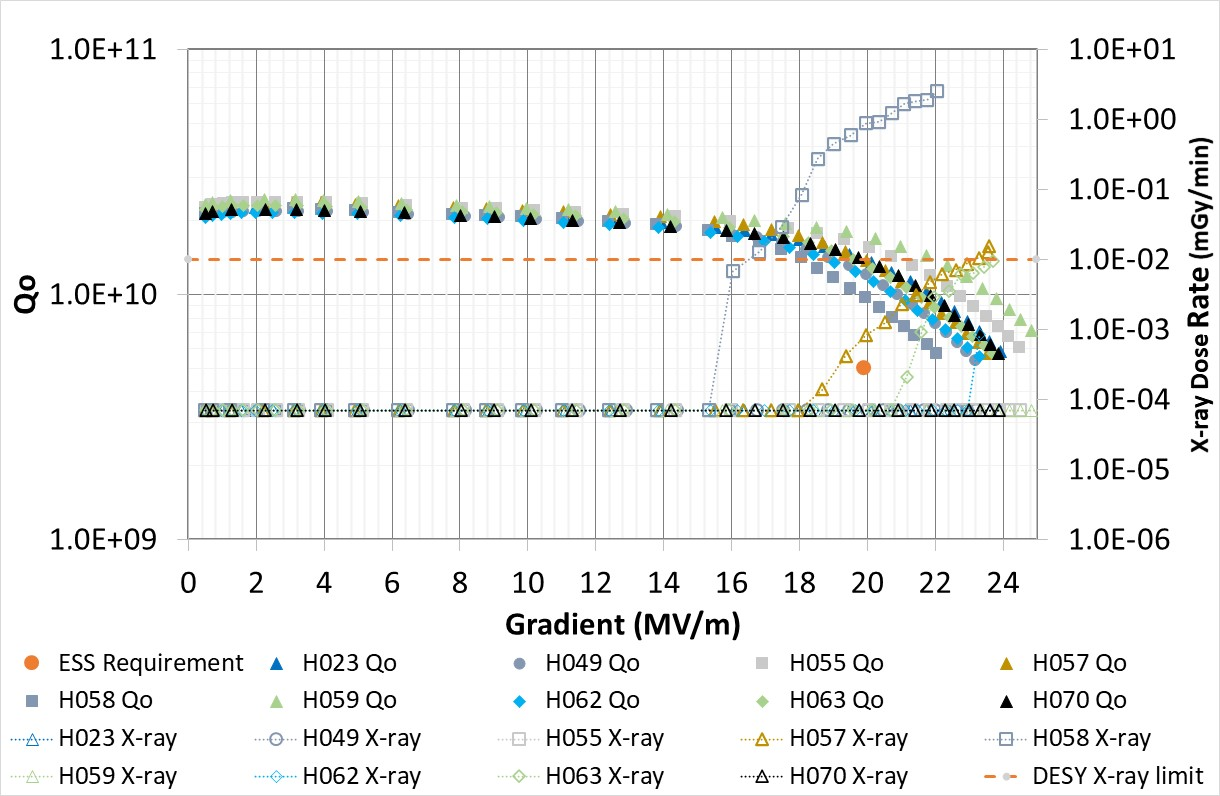 1.0E+11
1.0E+10
1.0E+09
Qo
1.0E+01
1.0E+00
1.0E-01
1.0E-02
1.0E-03
1.0E-04
1.0E-05
1.0E-06
X-ray Dose Rate (mGy/min)
0 2 4 6 8 10 12 14 16 18 20 22 24
Gradient (MV/m)
ESS Requirement H023 Qo H049 Qo H055 Qo H057 Qo
H058 Qo H059 Qo H062 Qo H063 Qo H070 Qo
H023 X-ray H049 X-ray H055 X-ray H057 X-ray H058 X-ray
H059 X-ray H062 X-ray H063 X-ray H070 X-ray DESY X-ray limit